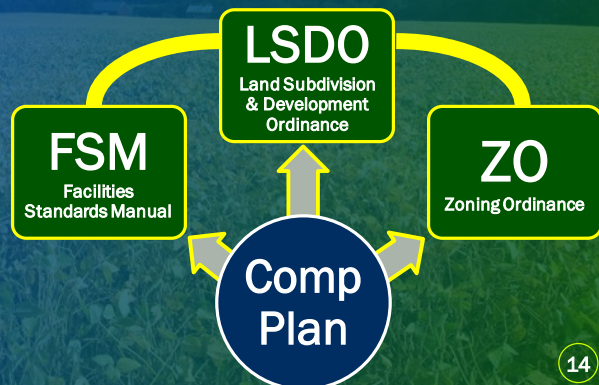 LSDO
Land Subdivision
& Development
Ordinance
FSM
Facilities
Standards Manual
ZO
Zoning Ordinance
Comp
Plan
14